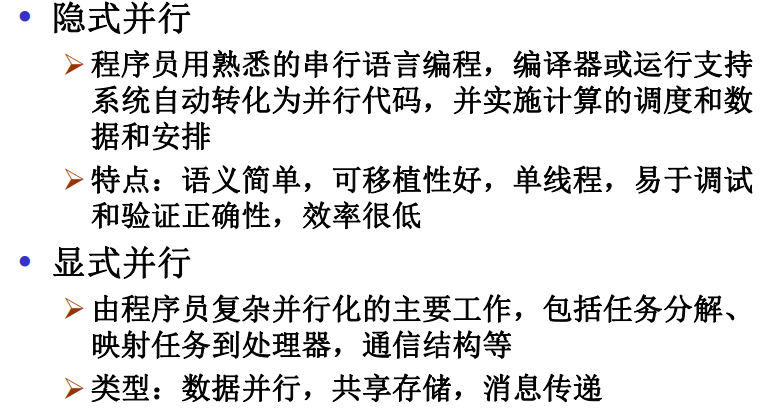 • 隐式并行
➢ 程序员用熟悉的串行语言编程，编译器或运行支持
系统自动转化为并行代码，并实施计算的调度和数
据和安排
➢ 特点：语义简单，可移植性好，单线程，易于调试
和验证正确性，效率很低
• 显式并行
➢ 由程序员复杂并行化的主要工作，包括任务分解、
映射任务到处理器，通信结构等
➢ 类型：数据并行，共享存储，消息传递